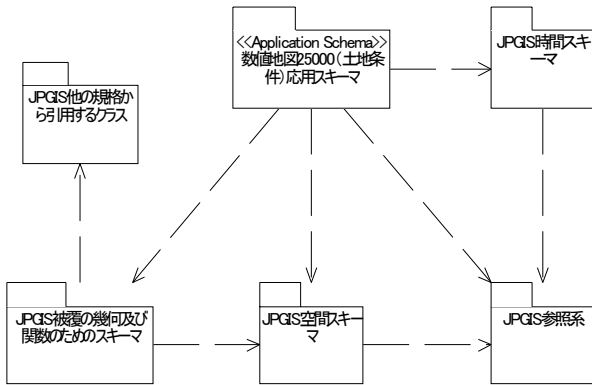 <<Application Schema>>
数値地図25000（土地条
件）応用スキーマ
JPGIS時間スキ
ーマ
JPGIS他の規格か
ら引用するクラス
JPGIS被覆の幾何及び
関数のためのスキーマ
JPGIS空間スキー
マ
JPGIS参照系